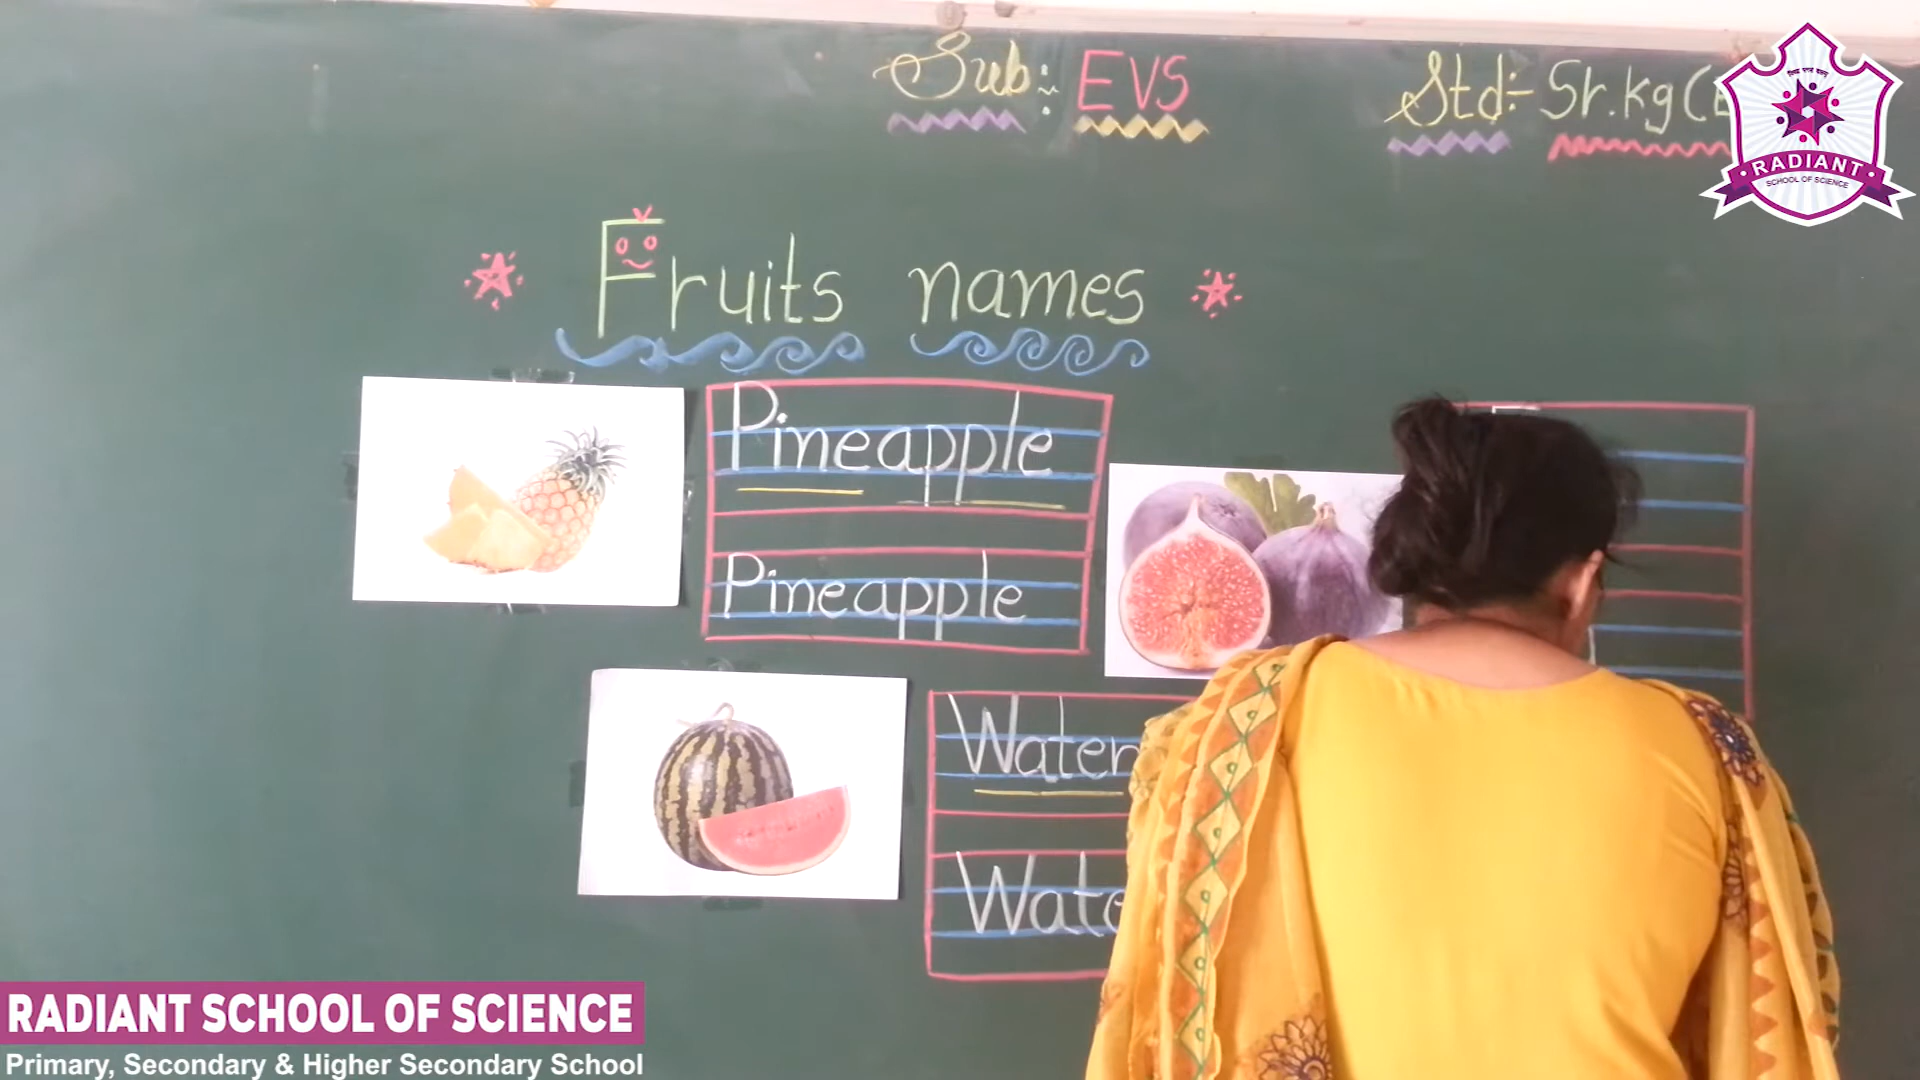 Sub:- EVS
Std:- Sr.kg (
Fruits names
Pineapple
Pineapple
Water
Wate
RADIANT
SCHOOL OF SCIENCE
RADIANT SCHOOL OF SCIENCE
Primary, Secondary & Higher Secondary School